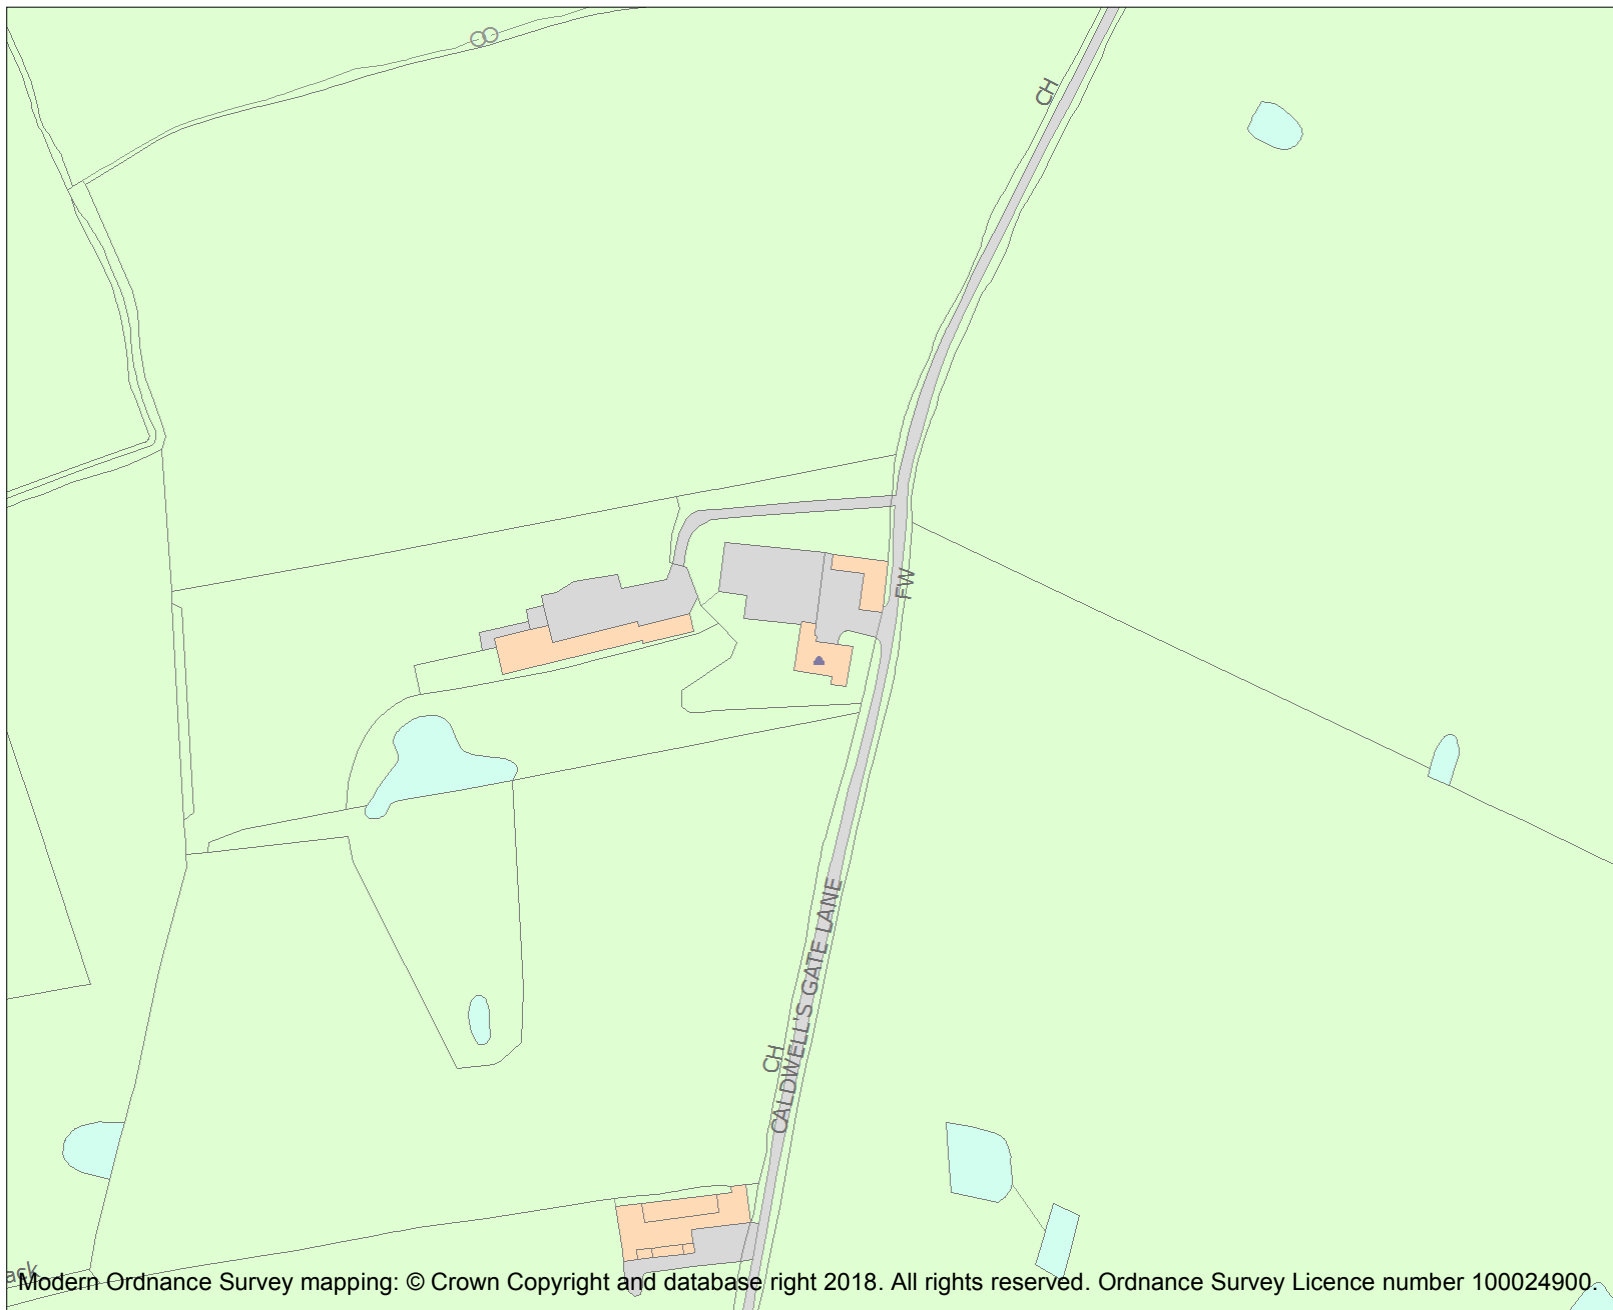 CH
FW
CALDWELL'S GATE LANE
CH
ack
Modern Ordnance Survey mapping: © Crown Copyright and database right 2018. All rights reserved. Ordnance Survey Licence number 100024900.